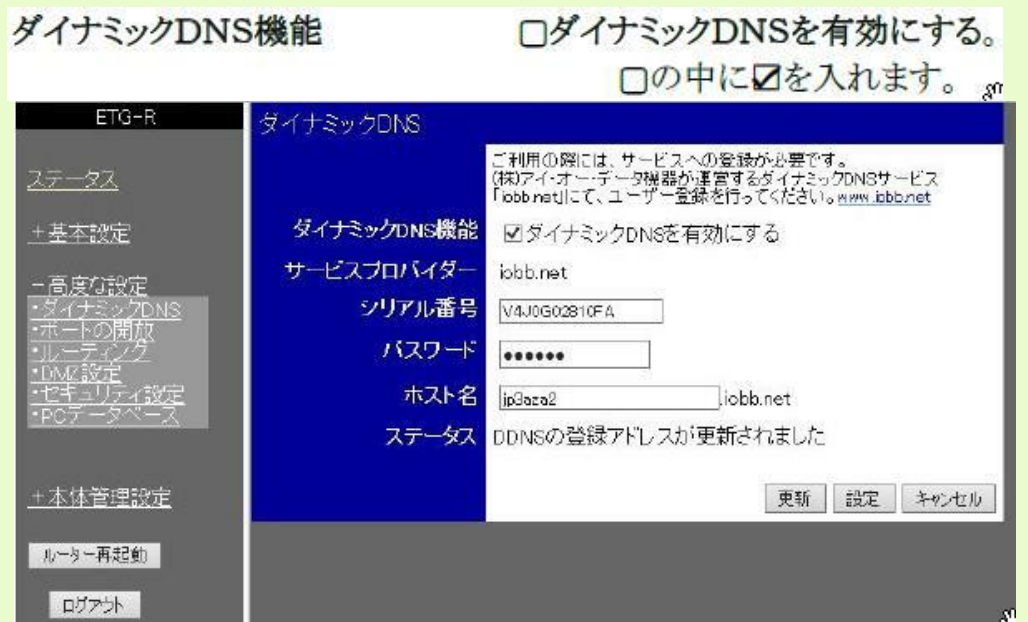 ダイナミックDNS機能 □ダイナミックDNSを有効にする。
□の中に☑を入れます。
ETG-R
ダイナミックDNS
ステータス
+基本設定
-高度な設定
・ダイナミックDNS
・ポートの開放
・ルーティング
・DMZ設定
・セキュリティ設定
・PCデータベース
+本体管理設定
ルーター再起動
ログアウト
ご利用の際には、サービスへの登録が必要です。
(株)アイ・オー・データ機器が運営するダイナミックDNSサービス
「iobb.net」にて、ユーザー登録を行ってください。www.iobb.net
ダイナミックDNS機能 ☑ダイナミックDNSを有効にする
サービスプロバイダー iobb.net
シリアル番号 V4J0G02810FA
パスワード ●●●●●●
ホスト名 jp3aza2 .iobb.net
ステータス DDNSの登録アドレスが更新されました
更新 設定 キャンセル